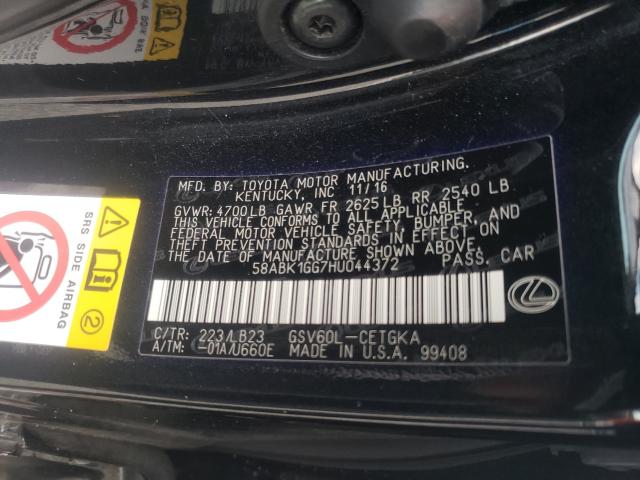 MFD. BY: TOYOTA MOTOR MANUFACTURING.
KENTUCKY, INC 11/16
GVWR: 4700LB GAWR FR 2625LB RR 2540 LB
THIS VEHICLE CONFORMS TO ALL APPLICABLE
FEDERAL MOTOR VEHICLE SAFETY, BUMPER, AND
THEFT PREVENTION STANDARDS IN EFFECT ON
THE DATE OF MANUFACTURE SHOWN ABOVE.
58ABK1GG7HU044372 PASS. CAR
C/TR: 223/LB23 GSV60L-CETGKA
A/TM: -01A/U660E MADE IN U.S.A. 99408
SRS SIDE AIRBAG
2